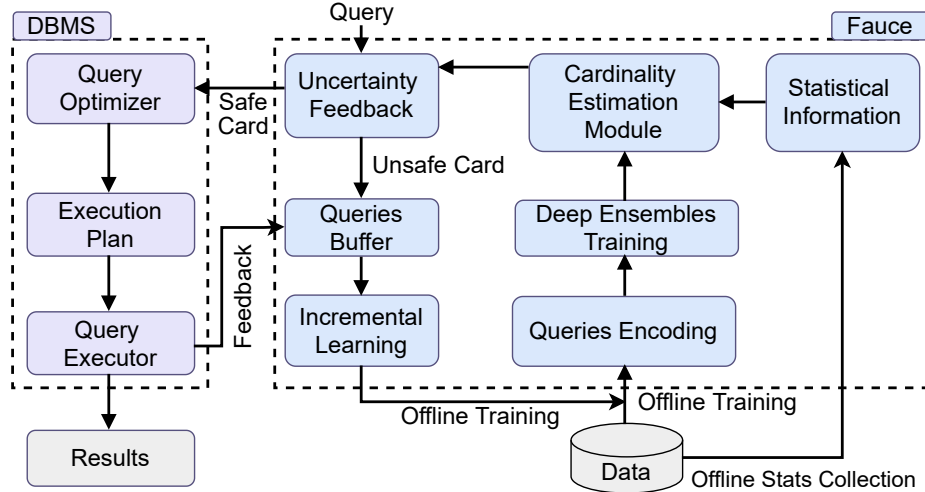 DBMS
Query
Fauce
Query
Optimizer
Safe
Card
Uncertainty
Feedback
Cardinality
Estimation
Module
Statistical
Information
Unsafe Card
Execution
Plan
Feedback
Queries
Buffer
Deep Ensembles
Training
Query
Executor
Incremental
Learning
Queries Encoding
Offline Training
Offline Training
Results
Data
Offline Stats Collection